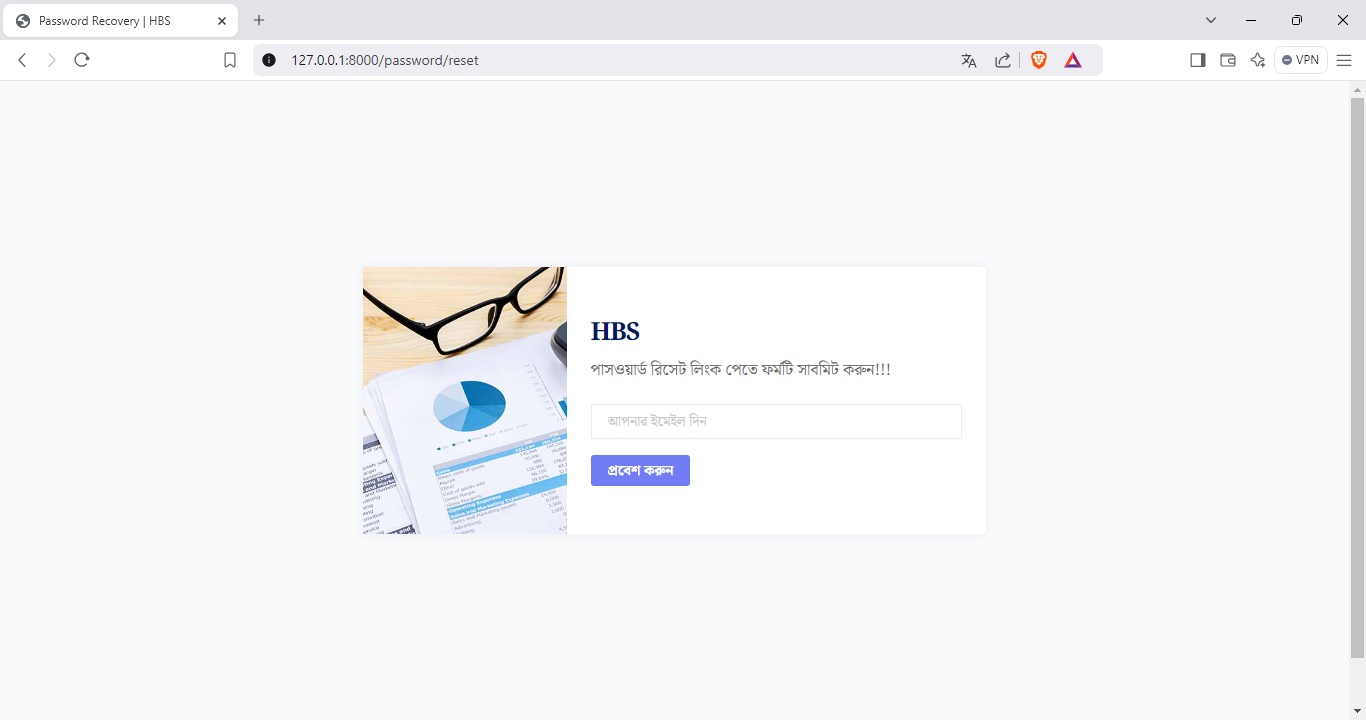 Password Recovery | HBS
127.0.0.1:8000/password/reset
VPN
HBS
পাসওয়ার্ড রিসেট লিংক পেতে ফর্মটি সাবমিট করুন!!!
আপনার ইমেইল দিন
প্রবেশ করুন